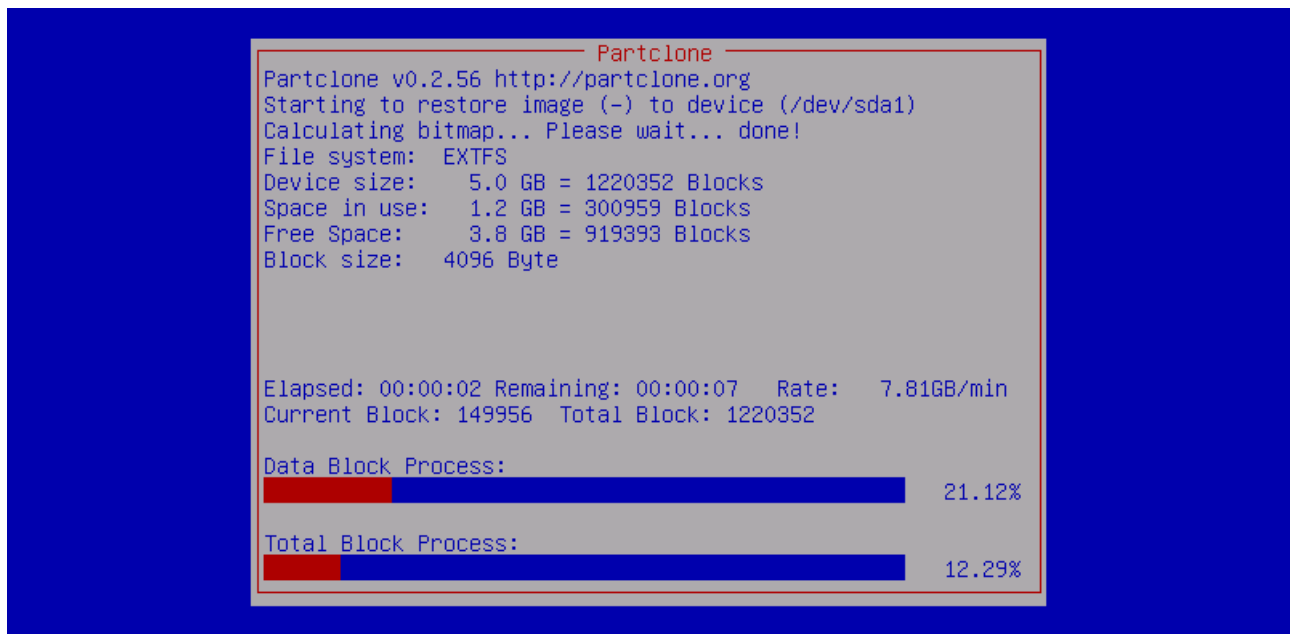 Partclone
Partclone v0.2.56 http://partclone.org
Starting to restore image (-) to device (/dev/sda1)
Calculating bitmap... Please wait... done!
File system:  EXTFS
Device size:    5.0 GB = 1220352 Blocks
Space in use:   1.2 GB = 300959 Blocks
Free Space:     3.8 GB = 919393 Blocks
Block size:   4096 Byte
Elapsed: 00:00:02 Remaining: 00:00:07   Rate:   7.81GB/min
Current Block: 149956  Total Block: 1220352
Data Block Process:
21.12%
Total Block Process:
12.29%